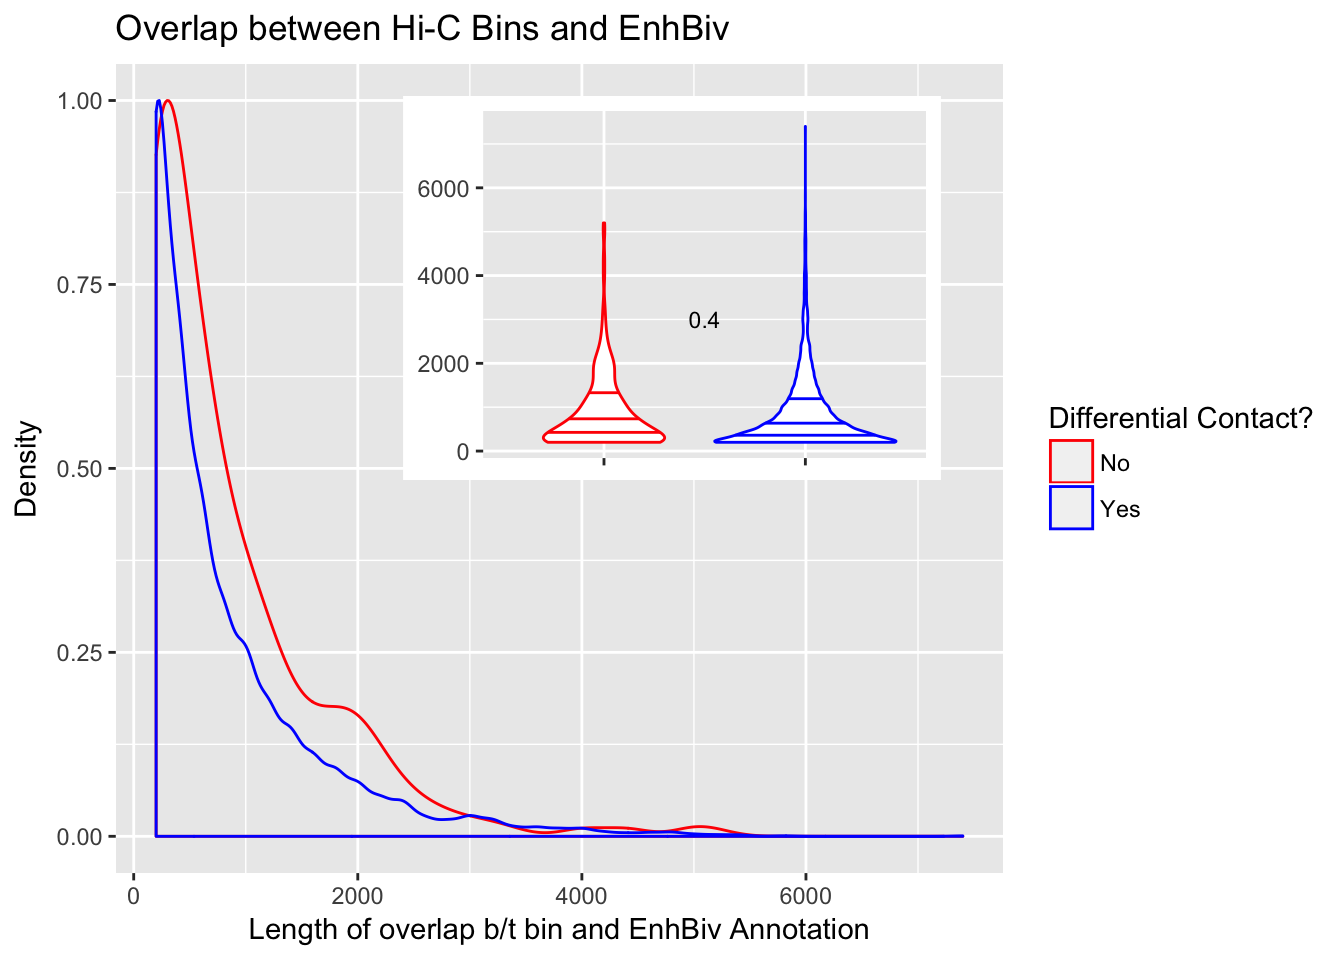 Overlap between Hi-C Bins and EnhBiv
1.00
0.75
0.50
0.25
0.00
Density
6000
4000
2000
0
0.4
0
2000
4000
6000
Length of overlap b/t bin and EnhBiv Annotation
Differential Contact?
No
Yes